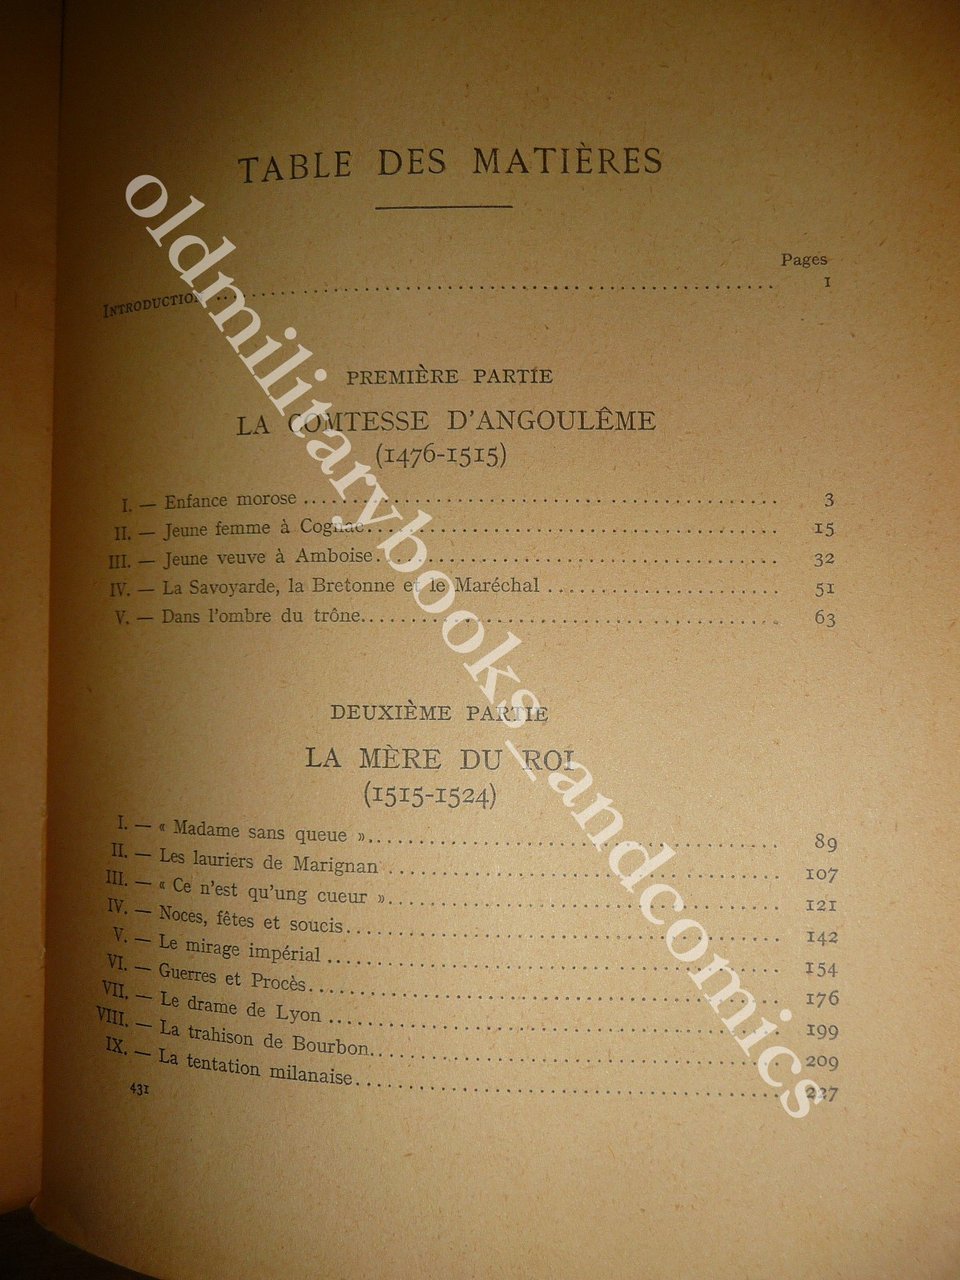 TABLE DES MATIÈRES
Pages
INTRODUCTION ........ 1
PREMIÈRE PARTIE
LA COMTESSE D'ANGOULÊME
(1476-1515)
I. — Enfance morose ........ 3
II. — Jeune femme à Cognac ........ 15
III. — Jeune veuve à Amboise ........ 32
IV. — La Savoyarde, la Bretonne et le Maréchal ........ 51
V. — Dans l'ombre du trône ........ 63
DEUXIÈME PARTIE
LA MÈRE DU ROI
(1515-1524)
I. — « Madame sans queue » ........ 89
II. — Les lauriers de Marignan ........ 107
III. — « Ce n'est qu'ung cueur » ........ 121
IV. — Noces, fêtes et soucis ........ 142
V. — Le mirage impérial ........ 154
VI. — Guerres et Procès ........ 176
VII. — Le drame de Lyon ........ 199
VIII. — La trahison de Bourbon ........ 209
IX. — La tentation milanaise ........ 227
431
oldmilitarybooks_andcomics